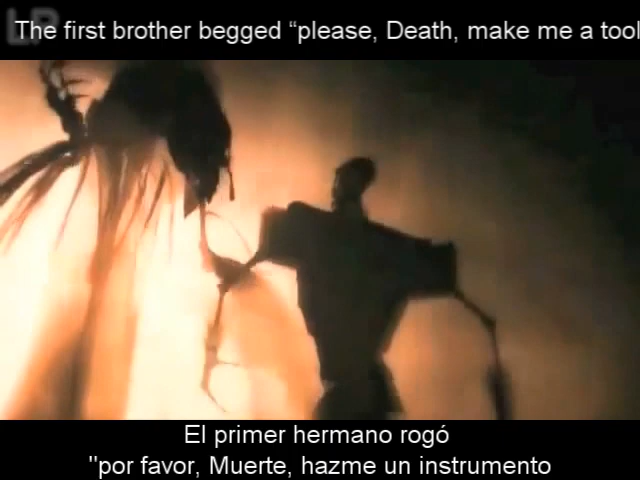 LP
The first brother begged “please, Death, make me a tool
El primer hermano rogó
"por favor, Muerte, hazme un instrumento